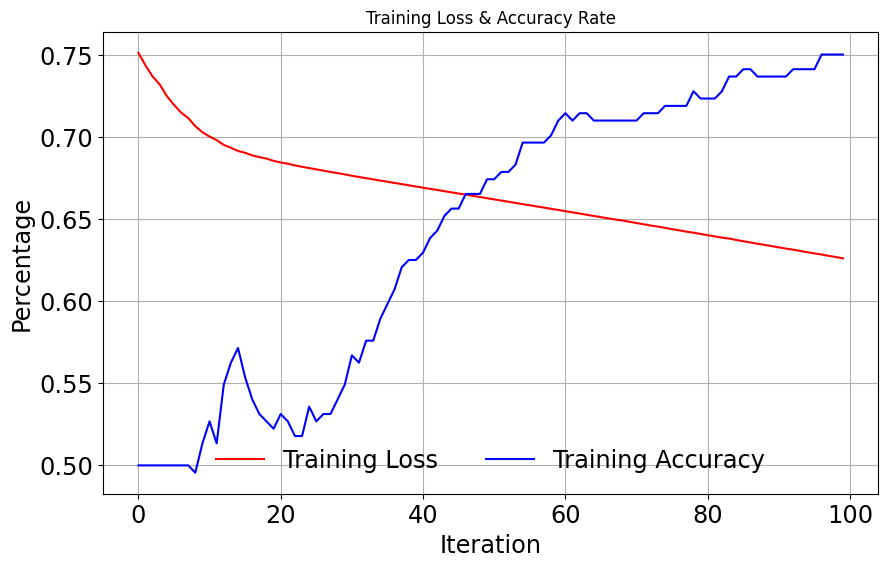 Training Loss & Accuracy Rate
0.75
0.70
0.65
0.60
0.55
0.50
Percentage
Training Loss
Training Accuracy
0 20 40 60 80 100
Iteration